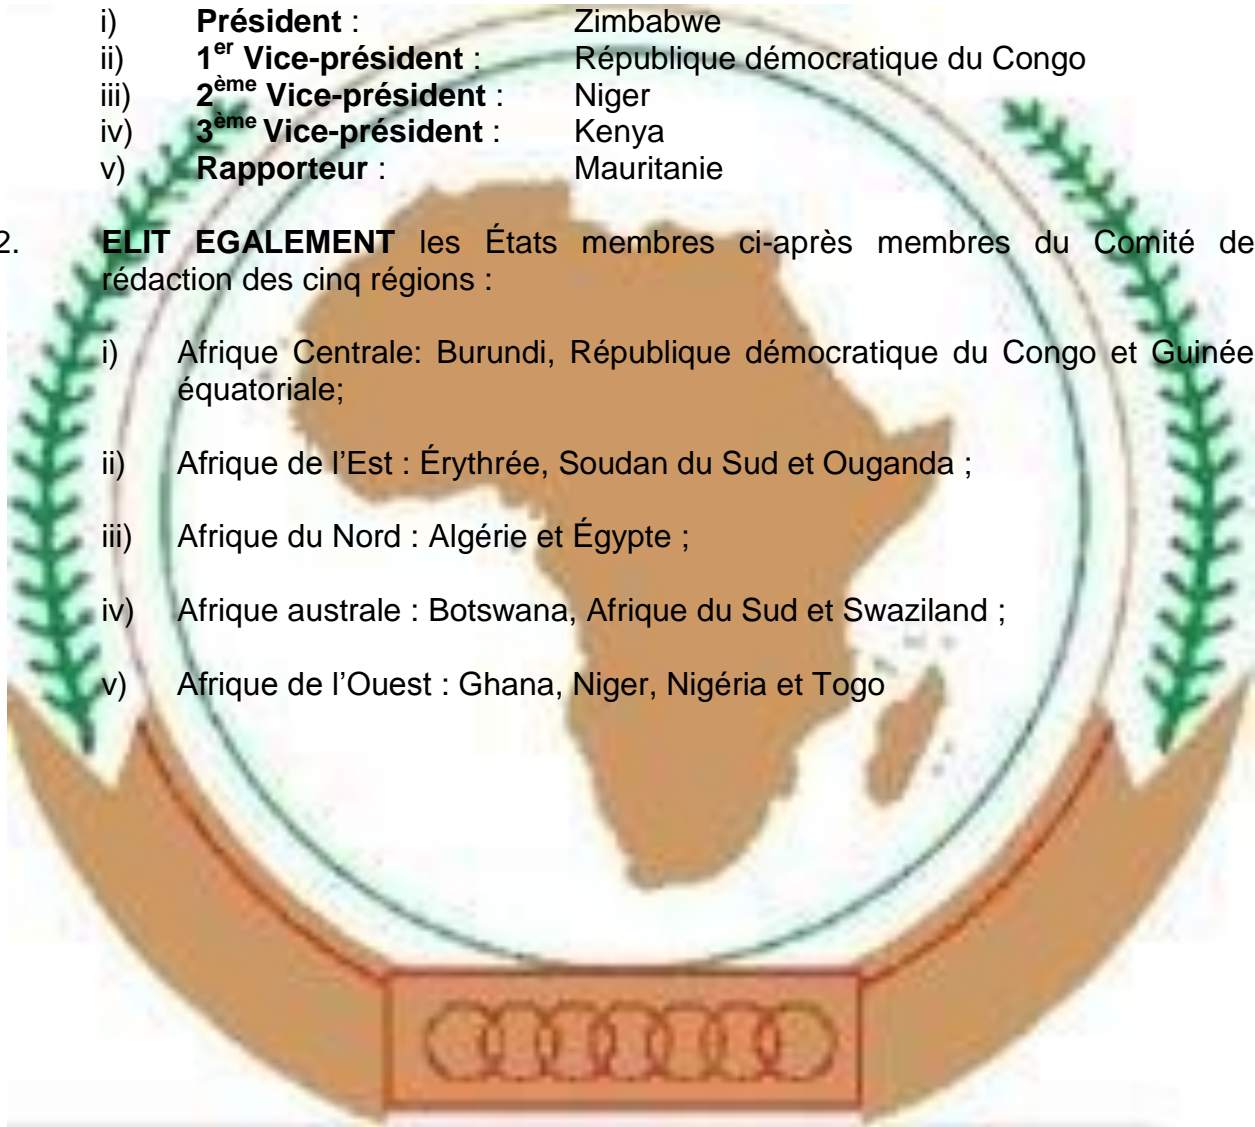 i) Président : Zimbabwe
ii) 1er Vice-président : République démocratique du Congo
iii) 2ème Vice-président : Niger
iv) 3ème Vice-président : Kenya
v) Rapporteur : Mauritanie
2. ELIT EGALEMENT les États membres ci-après membres du Comité de
rédaction des cinq régions :
i) Afrique Centrale: Burundi, République démocratique du Congo et Guinée
équatoriale;
ii) Afrique de l’Est : Érythrée, Soudan du Sud et Ouganda ;
iii) Afrique du Nord : Algérie et Égypte ;
iv) Afrique australe : Botswana, Afrique du Sud et Swaziland ;
v) Afrique de l’Ouest : Ghana, Niger, Nigéria et Togo